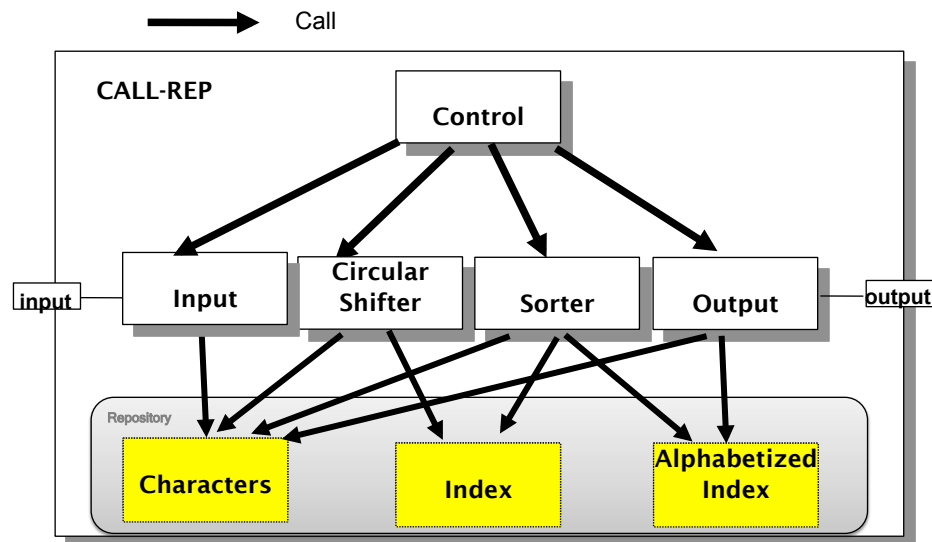 Call
CALL-REP
Control
Input
Circular
Shifter
Sorter
Output
input
output
Repository
Characters
Index
Alphabetized
Index